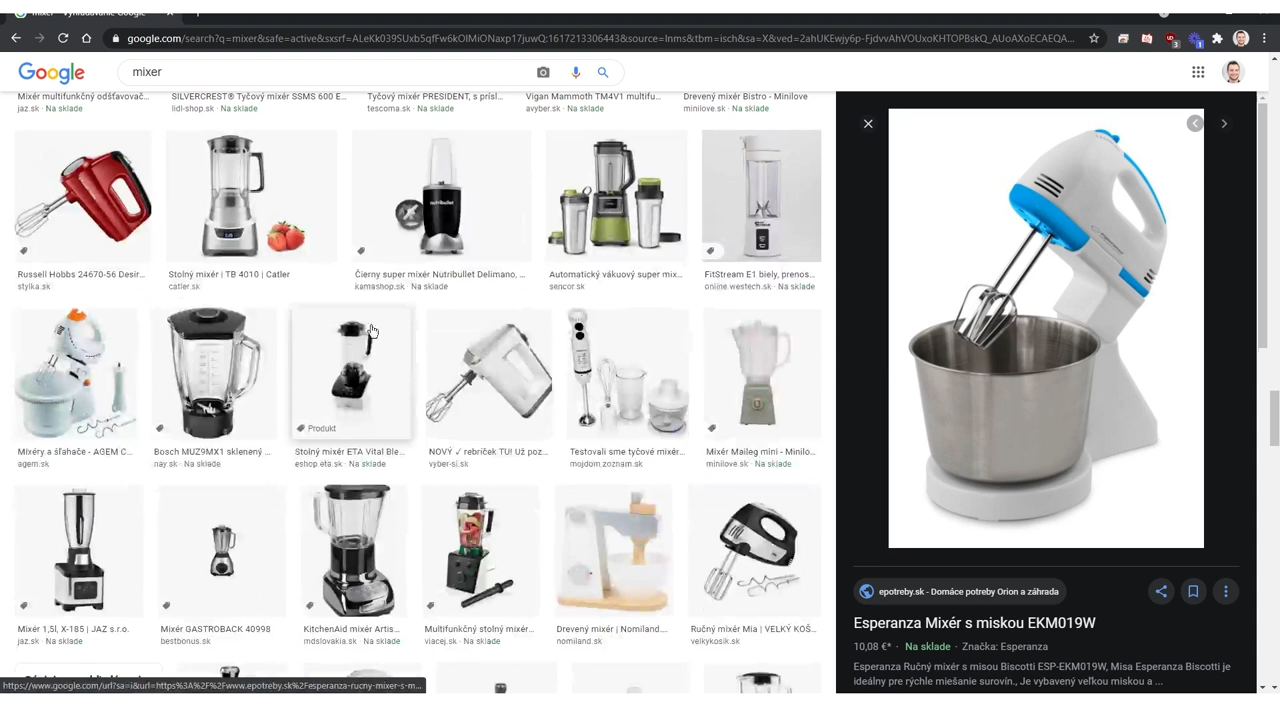 mixer - Vyhľadávanie Google
google.com/search?q=mixer&safe=active&sxsrf=ALeKk039SUxb5qfFw6kOIMiONaxp17juwQ:1617213306443&source=lnms&tbm=isch&sa=X&ved=2ahUKEwjy6p-FjdvvAhVOUxoKHTOPBskQ_AUoAXoECAEQA...
Google
mixer
Mixér multifunkčný odšťavovač...
SILVERCREST® Tyčový mixér SSMS 600 E...
Tyčový mixér PRESIDENT, s prísl...
Vigan Mammoth TM4V1 multifu...
Drevený mixér Bistro - Minilove
jaz.sk · Na sklade
lidl-shop.sk · Na sklade
tescoma.sk · Na sklade
avyber.sk · Na sklade
minilove.sk · Na sklade
nutribullet
Russell Hobbs 24670-56 Desir...
Stolný mixér | TB 4010 | Catler
Čierny super mixér Nutribullet Delimano, ...
Automatický vákuový super mix...
FitStream E1 biely, prenos...
stylka.sk
catler.sk
kamashop.sk · Na sklade
sencor.sk
online.westech.sk · Na sklade
Produkt
Mixéry a šľahače - AGEM C...
Bosch MUZ9MX1 sklenený ...
Stolný mixér ETA Vital Ble...
NOVÝ ✓ rebríček TU! Už poz...
Testovali sme tyčové mixér...
Mixér Maileg mini - Minilo...
agem.sk
nay.sk · Na sklade
eshop.eta.sk · Na sklade
vyber-si.sk
mojdom.zoznam.sk
minilove.sk · Na sklade
Mixér 1,5l, X-185 | JAZ s.r.o.
Mixér GASTROBACK 40998
KitchenAid mixér Artis...
Multifunkčný stolný mixér...
Drevený mixér | Nomiland....
Ručný mixér Mia | VELKÝ KOŠ...
jaz.sk · Na sklade
bestbonus.sk
mdslovakia.sk · Na sklade
viacej.sk · Na sklade
nomiland.sk
velkykosik.sk
https://www.google.com/url?sa=i&url=https%3A%2F%2Fwww.epotreby.sk%2Fesperanza-rucny-mixer-s-m...
epotreby.sk - Domáce potreby Orion a záhrada
Esperanza Mixér s miskou EKM019W
10,08 €* · Na sklade · Značka: Esperanza
Esperanza Ručný mixér s misou Biscotti ESP-EKM019W, Misa Esperanza Biscotti je
ideálny pre rýchle miešanie surovín., Je vybavený veľkou miskou a ...